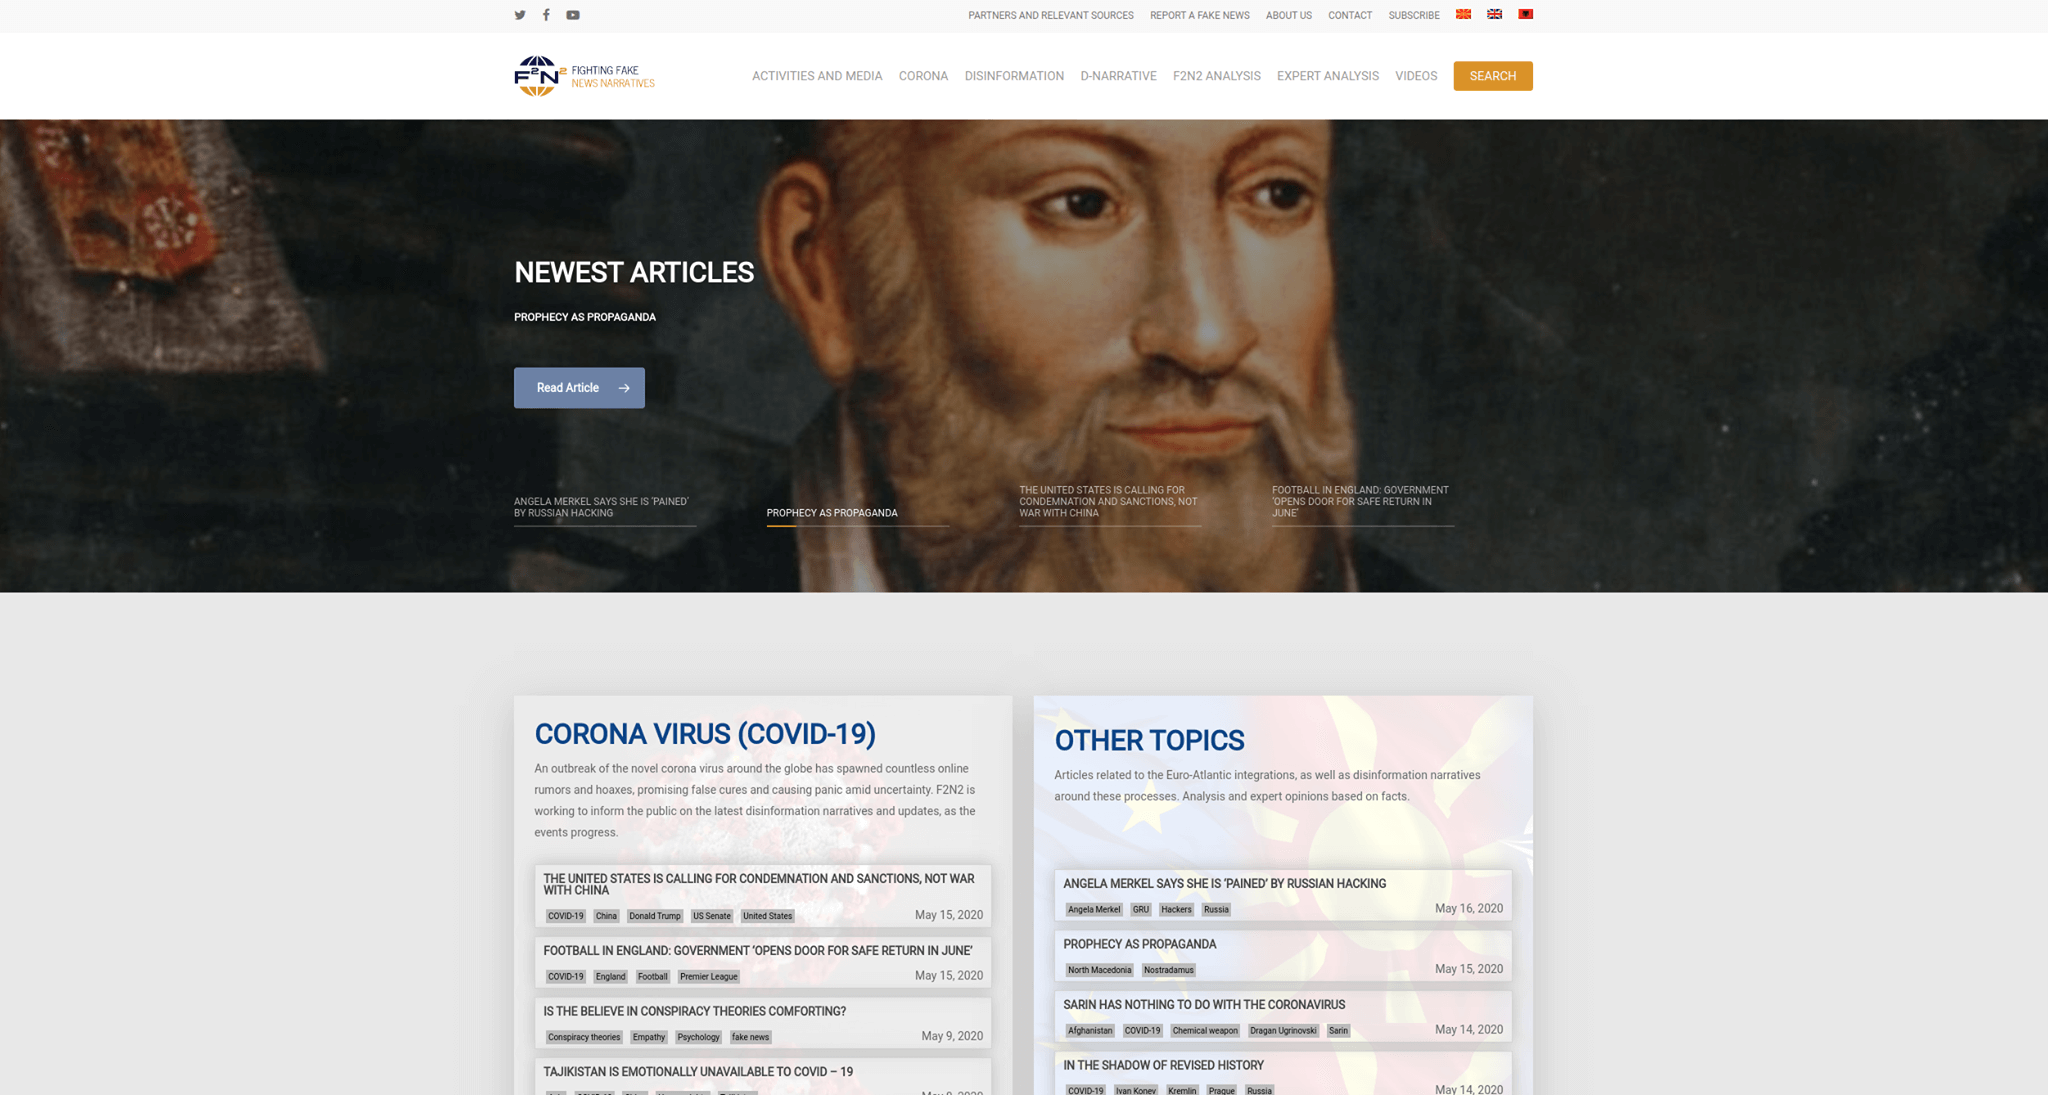 PARTNERS AND RELEVANT SOURCES REPORT A FAKE NEWS ABOUT US CONTACT SUBSCRIBE
F2N2 FIGHTING FAKE
NEWS NARRATIVES
ACTIVITIES AND MEDIA CORONA DISINFORMATION D-NARRATIVE F2N2 ANALYSIS EXPERT ANALYSIS VIDEOS SEARCH
NEWEST ARTICLES
PROPHECY AS PROPAGANDA
Read Article →
ANGELA MERKEL SAYS SHE IS ‘PAINED’
BY RUSSIAN HACKING
PROPHECY AS PROPAGANDA
THE UNITED STATES IS CALLING FOR
CONDEMNATION AND SANCTIONS, NOT
WAR WITH CHINA
FOOTBALL IN ENGLAND: GOVERNMENT
‘OPENS DOOR FOR SAFE RETURN IN
JUNE’
CORONA VIRUS (COVID-19)
An outbreak of the novel corona virus around the globe has spawned countless online
rumors and hoaxes, promising false cures and causing panic amid uncertainty. F2N2 is
working to inform the public on the latest disinformation narratives and updates, as the
events progress.
THE UNITED STATES IS CALLING FOR CONDEMNATION AND SANCTIONS, NOT WAR
WITH CHINA
COVID-19 China Donald Trump US Senate United States May 15, 2020
FOOTBALL IN ENGLAND: GOVERNMENT ‘OPENS DOOR FOR SAFE RETURN IN JUNE’
COVID-19 England Football Premier League May 15, 2020
IS THE BELIEVE IN CONSPIRACY THEORIES COMFORTING?
Conspiracy theories Empathy Psychology fake news May 9, 2020
TAJIKISTAN IS EMOTIONALLY UNAVAILABLE TO COVID – 19
OTHER TOPICS
Articles related to the Euro-Atlantic integrations, as well as disinformation narratives
around these processes. Analysis and expert opinions based on facts.
ANGELA MERKEL SAYS SHE IS ‘PAINED’ BY RUSSIAN HACKING
Angela Merkel GRU Hackers Russia May 16, 2020
PROPHECY AS PROPAGANDA
North Macedonia Nostradamus May 15, 2020
SARIN HAS NOTHING TO DO WITH THE CORONAVIRUS
Afghanistan COVID-19 Chemical weapon Dragan Ugrinovski Sarin May 14, 2020
IN THE SHADOW OF REVISED HISTORY
COVID-19 Ivan Konev Kremlin Prague Russia May 14, 2020